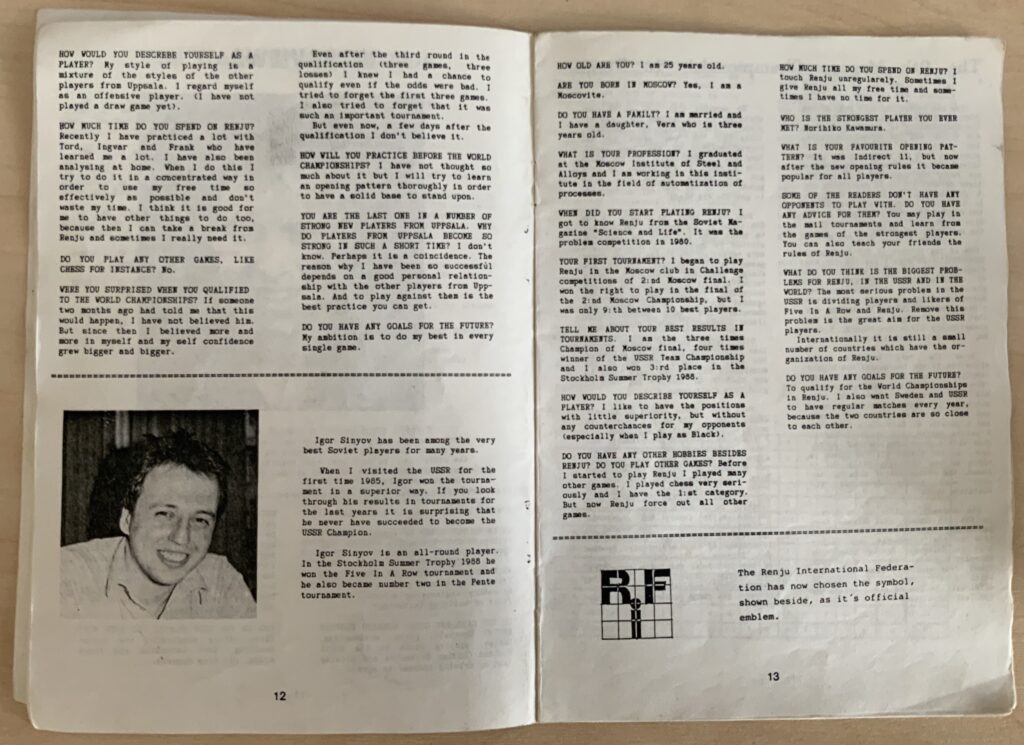 HOW WOULD YOU DESCREBE YOURSELF AS A
PLAYER? My style of playing is a
mixture of the styles of the other
players from Uppsala. I regard myself
as an offensive player. (I have not
played a draw game yet).
HOW MUCH TIME DO YOU SPEND ON RENJU?
Recently I have practiced a lot with
Tord, Ingvar and Frank who have
learned me a lot. I have also been
analysing at home. When I do this I
try to do it in a concentrated way in
order to use my free time so
effectively as possible and don't
waste my time. I think it is good for
me to have other things to do too,
because then I can take a break from
Renju and sometimes I really need it.
DO YOU PLAY ANY OTHER GAMES, LIKE
CHESS FOR INSTANCE? No.
WERE YOU SURPRISED WHEN YOU QUALIFIED
TO THE WORLD CHAMPIONSHIPS? If someone
two months ago had told me that this
would happen, I have not believed him.
But since then I believed more and
more in myself and my self confidence
grew bigger and bigger.
Even after the third round in the
qualification (three games, three
losses) I knew I had a chance to
qualify even if the odds were bad. I
tried to forget the first three games.
I also tried to forget that it was
such an important tournament.
But even now, a few days after the
qualification I don't believe it.
HOW WILL YOU PRACTICE BEFORE THE WORLD
CHAMPIONSHIPS? I have not thought so
much about it but I will try to learn
an opening pattern thoroughly in order
to have a solid base to stand upon.
YOU ARE THE LAST ONE IN A NUMBER OF
STRONG NEW PLAYERS FROM UPPSALA. WHY
DO PLAYERS FROM UPPSALA BECOME SO
STRONG IN SUCH A SHORT TIME? I don't
know. Perhaps it is a coincidence. The
reason why I have been so successful
depends on a good personal relation-
ship with the other players from Upp-
sala. And to play against them is the
best practice you can get.
DO YOU HAVE ANY GOALS FOR THE FUTURE?
My ambition is to do my best in every
single game.
Igor Sinyov has been among the very
best Soviet players for many years.
When I visited the USSR for the
first time 1985, Igor won the tourna-
ment in a superior way. If you look
through his results in tournaments for
the last years it is surprising that
he never have succeeded to become the
USSR Champion.
Igor Sinyov is an all-round player.
In the Stockholm Summer Trophy 1988 he
won the Five In A Row tournament and
he also became number two in the Pente
tournament.
12
HOW OLD ARE YOU? I am 25 years old.
ARE YOU BORN IN MOSCOW? Yes, I am a
Moscovite.
DO YOU HAVE A FAMILY? I am married and
I have a daughter, Vera who is three
years old.
WHAT IS YOUR PROFESSION? I graduated
at the Moscow Institute of Steel and
Alloys and I am working in this insti-
tute in the field of automatization of
processes.
WHEN DID YOU START PLAYING RENJU? I
got to know Renju from the Soviet Ma-
gazine "Science and Life". It was the
problem competition in 1980.
YOUR FIRST TOURNAMENT? I began to play
Renju in the Moscow club in Challenge
competitions of 2:nd Moscow final. I
won the right to play in the final of
the 2:nd Moscow Championship, but I
was only 9:th between 10 best players.
TELL ME ABOUT YOUR BEST RESULTS IN
TOURNAMENTS. I am the three times
Champion of Moscow final, four times
winner of the USSR Team Championship
and I also won 3:rd place in the
Stockholm Summer Trophy 1988.
HOW WOULD YOU DESCRIBE YOURSELF AS A
PLAYER? I like to have the positions
with little superiority, but without
any counterchances for my opponents
(especially when I play as Black).
DO YOU HAVE ANY OTHER HOBBIES BESIDES
RENJU? DO YOU PLAY OTHER GAMES? Before
I started to play Renju I played many
other games. I played chess very seri-
ously and I have the 1:st category.
But now Renju force out all other
games.
HOW MUCH TIME DO YOU SPEND ON RENJU? I
touch Renju unregularely. Sometimes I
give Renju all my free time and some-
times I have no time for it.
WHO IS THE STRONGEST PLAYER YOU EVER
MET? Norihiko Kawamura.
WHAT IS YOUR FAVOURITE OPENING PAT-
TERN? It was Indirect 11, but now
after the new opening rules it became
popular for all players.
SOME OF THE READERS DON'T HAVE ANY
OPPONENTS TO PLAY WITH. DO YOU HAVE
ANY ADVICE FOR THEM? You may play in
the mail tournaments and learn from
the games of the strongest players.
You can also teach your friends the
rules of Renju.
WHAT DO YOU THINK IS THE BIGGEST PROB-
LEMS FOR RENJU, IN THE USSR AND IN THE
WORLD? The most serious problem in the
USSR is dividing players and likers of
Five In A Row and Renju. Remove this
problem is the great aim for the USSR
players.
Internationally it is still a small
number of countries which have the or-
ganization of Renju.
DO YOU HAVE ANY GOALS FOR THE FUTURE?
To qualify for the World Championships
in Renju. I also want Sweden and USSR
to have regular matches every year,
because the two countries are so close
to each other.
R.i.F
The Renju International Federa-
tion has now chosen the symbol,
shown beside, as it's official
emblem.
13